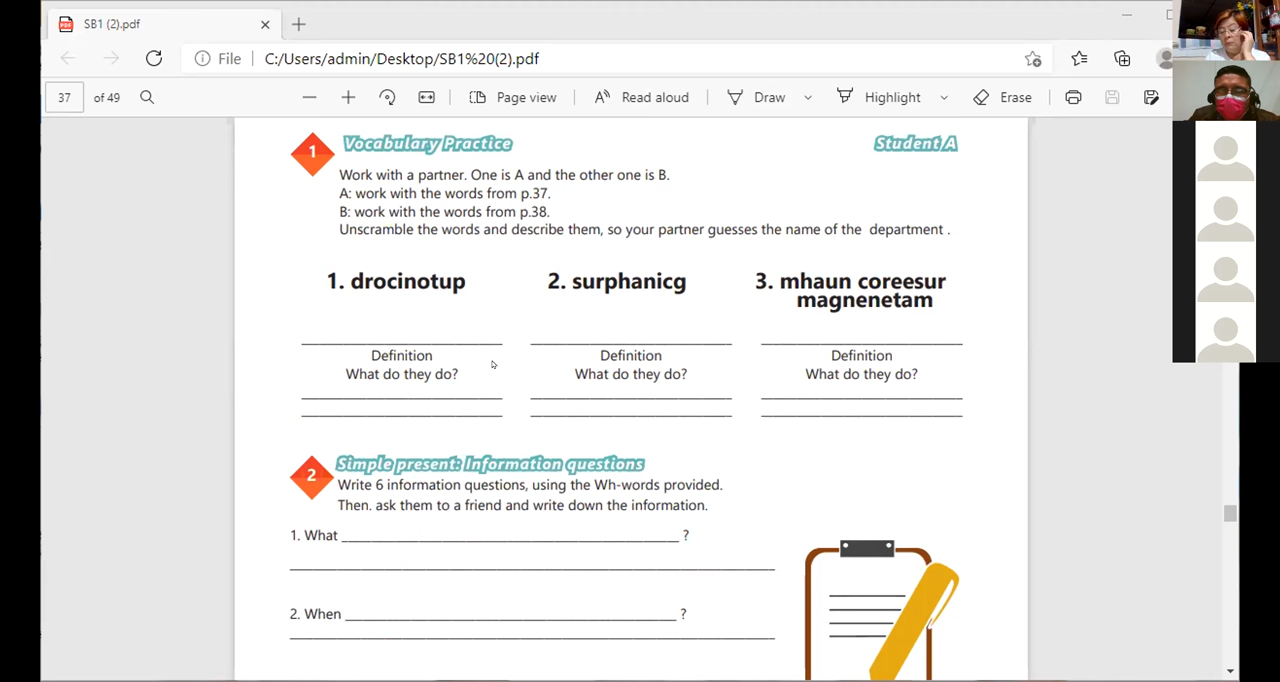 SB1 (2).pdf
File C:/Users/admin/Desktop/SB1%20(2).pdf
37 of 49 Page view Read aloud Draw Highlight Erase
1 Vocabulary Practice Student A
Work with a partner. One is A and the other one is B.
A: work with the words from p.37.
B: work with the words from p.38.
Unscramble the words and describe them, so your partner guesses the name of the department .
1. drocinotup 2. surphanicg 3. mhaun coreesur
magnenetam
Definition Definition Definition
What do they do? What do they do? What do they do?
2 Simple present: Information questions
Write 6 information questions, using the Wh-words provided.
Then. ask them to a friend and write down the information.
1. What ?
2. When ?